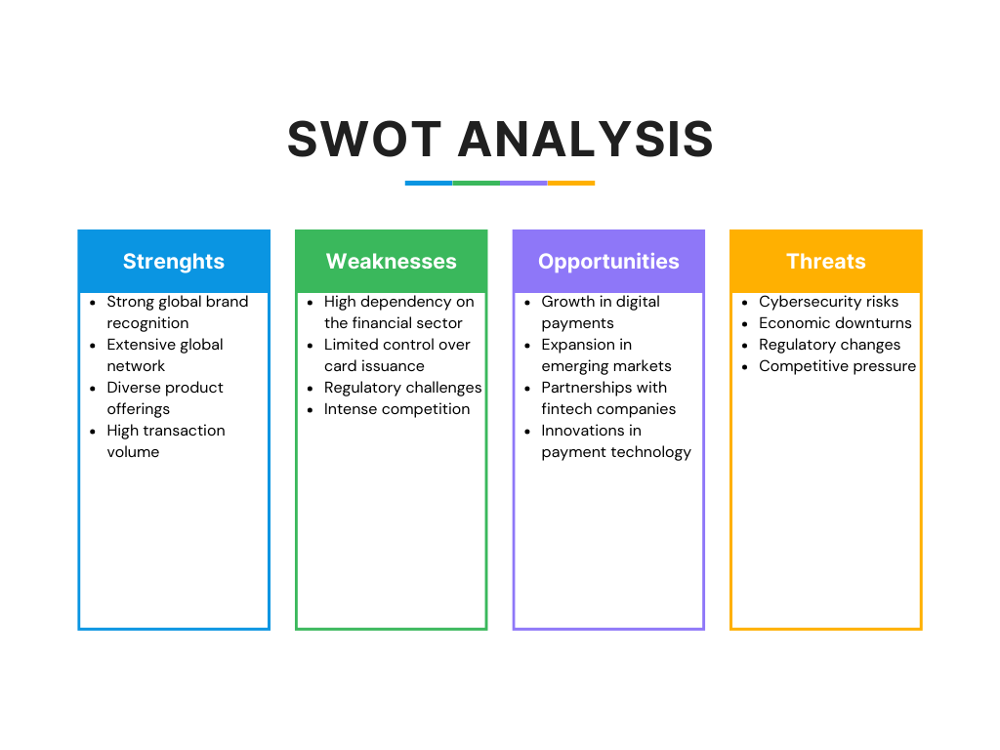 SWOT ANALYSIS
Strenghts
• Strong global brand
recognition
• Extensive global
network
• Diverse product
offerings
• High transaction
volume
Weaknesses
• High dependency on
the financial sector
• Limited control over
card issuance
• Regulatory challenges
• Intense competition
Opportunities
• Growth in digital
payments
• Expansion in
emerging markets
• Partnerships with
fintech companies
• Innovations in
payment technology
Threats
• Cybersecurity risks
• Economic downturns
• Regulatory changes
• Competitive pressure